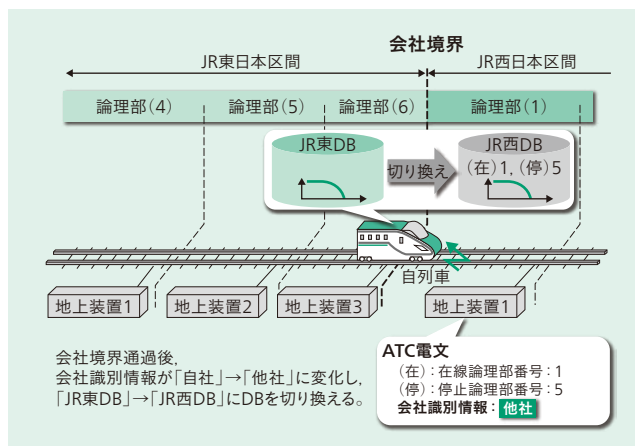 会社境界
JR東日本区間
JR西日本区間
論理部(4)
論理部(5)
論理部(6)
論理部(1)
JR東DB
切り換え
JR西DB
(在)1,(停)5
自列車
地上装置1
地上装置2
地上装置3
地上装置1
会社境界通過後,
会社識別情報が「自社」→「他社」に変化し,
「JR東DB」→「JR西DB」にDBを切り換える。
ATC電文
(在):在線論理部番号:1
(停):停止論理部番号:5
会社識別情報:他社